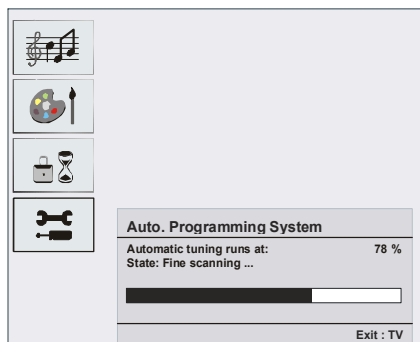 Auto. Programming System
Automatic tuning runs at: 78 %
State: Fine scanning ...
Exit : TV